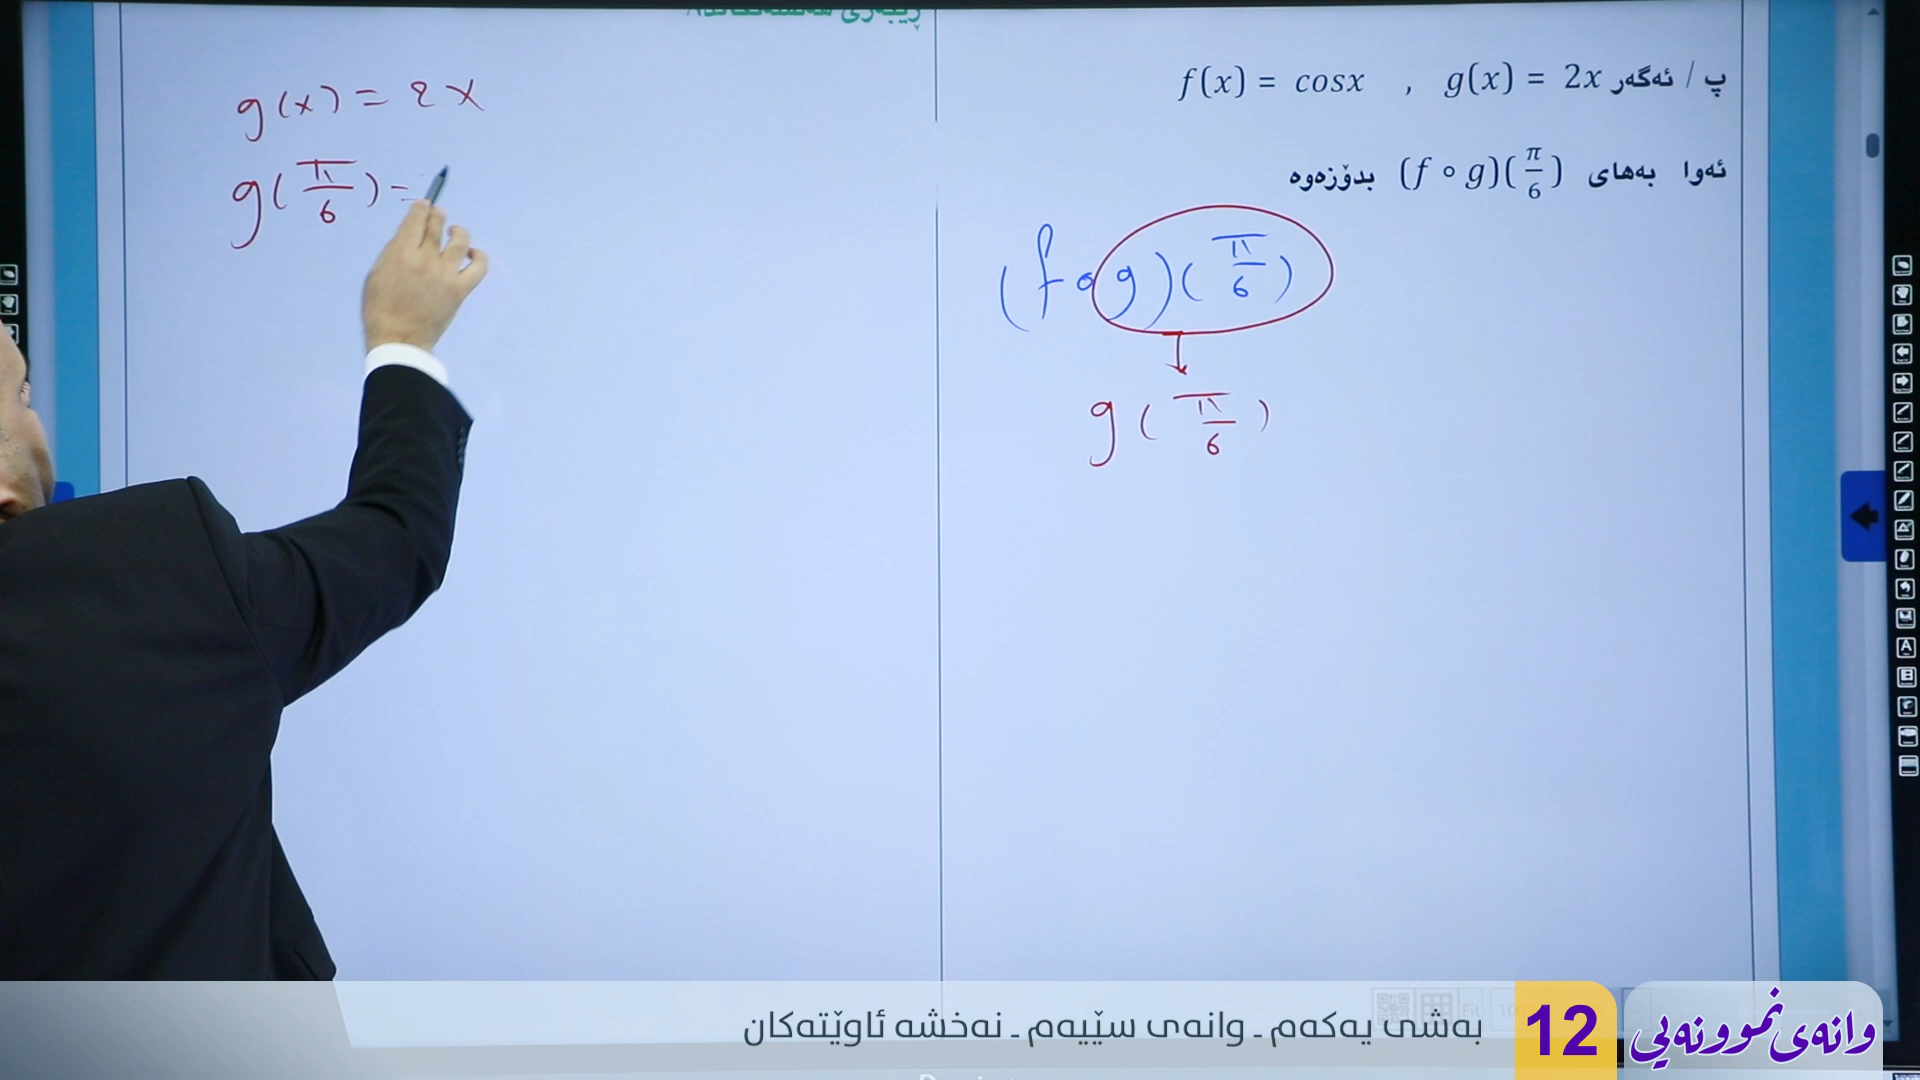 پ / ئەگەر f(x) = cosx , g(x) = 2x
ئەوا بەهای (f ∘ g)(π/6) بدۆزەوە
(f ∘ g)(π/6)
g(π/6)
g(x) = 2x
g(π/6) =
بەشی یەکەم - وانەی سێیەم - نەخشە ئاوێتەکان
12
وانەی نموونەیی